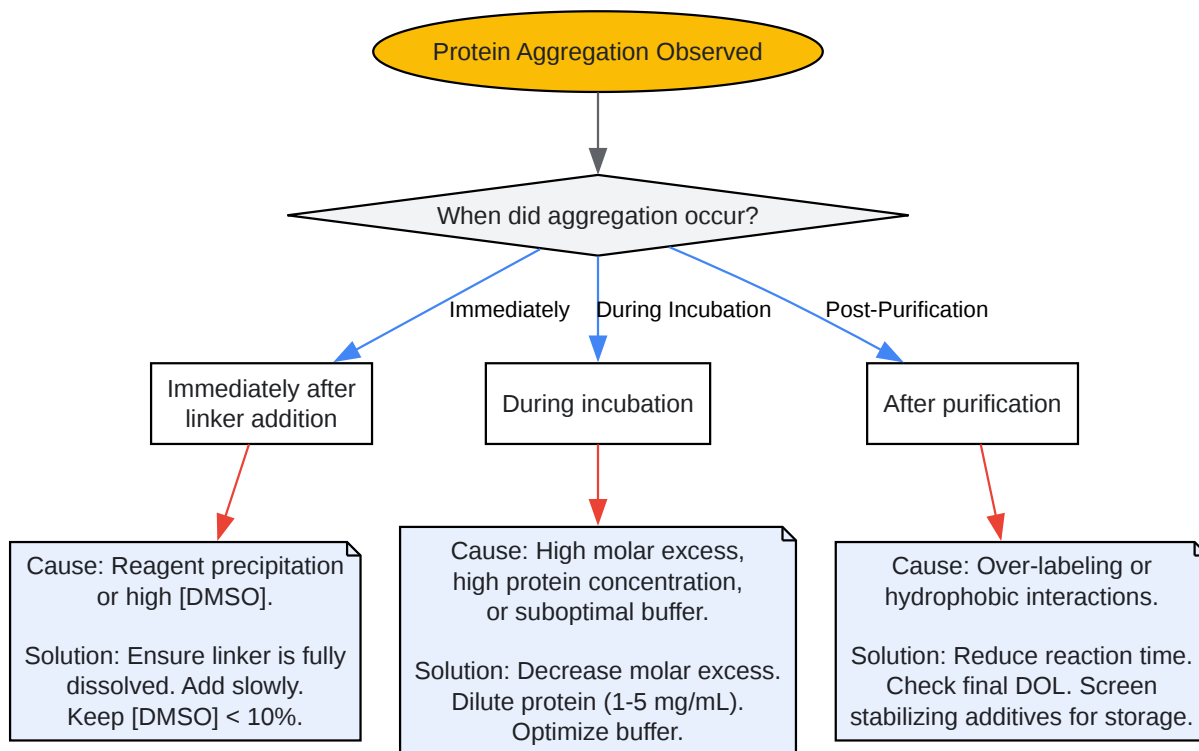 Protein Aggregation Observed
When did aggregation occur?
Immediately
During Incubation
Post-Purification
Immediately after
linker addition
During incubation
After purification
Cause: Reagent precipitation
or high [DMSO].
Solution: Ensure linker is fully
dissolved. Add slowly.
Keep [DMSO] < 10%.
Cause: High molar excess,
high protein concentration,
or suboptimal buffer.
Solution: Decrease molar excess.
Dilute protein (1-5 mg/mL).
Optimize buffer.
Cause: Over-labeling or
hydrophobic interactions.
Solution: Reduce reaction time.
Check final DOL. Screen
stabilizing additives for storage.